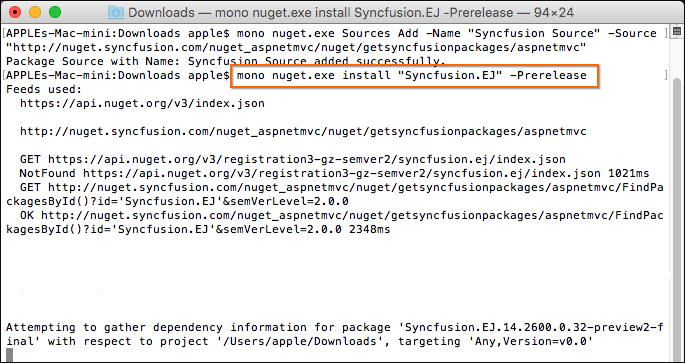 Downloads — mono nuget.exe install Syncfusion.EJ -Prerelease — 94×24
[APPLEs-Mac-mini:Downloads apple$ mono nuget.exe Sources Add -Name "Syncfusion Source" -Source ]
"http://nuget.syncfusion.com/nuget_aspnetmvc/nuget/getsyncfusionpackages/aspnetmvc"
Package Source with Name: Syncfusion Source added successfully.
[APPLEs-Mac-mini:Downloads apple$ mono nuget.exe install "Syncfusion.EJ" -Prerelease ]
Feeds used:
https://api.nuget.org/v3/index.json
http://nuget.syncfusion.com/nuget_aspnetmvc/nuget/getsyncfusionpackages/aspnetmvc
GET https://api.nuget.org/v3/registration3-gz-semver2/syncfusion.ej/index.json
NotFound https://api.nuget.org/v3/registration3-gz-semver2/syncfusion.ej/index.json 1021ms
GET http://nuget.syncfusion.com/nuget_aspnetmvc/nuget/getsyncfusionpackages/aspnetmvc/FindPa
ckagesById()?id='Syncfusion.EJ'&semVerLevel=2.0.0
OK http://nuget.syncfusion.com/nuget_aspnetmvc/nuget/getsyncfusionpackages/aspnetmvc/FindPac
kagesById()?id='Syncfusion.EJ'&semVerLevel=2.0.0 2348ms
Attempting to gather dependency information for package 'Syncfusion.EJ.14.2600.0.32-preview2-f
inal' with respect to project '/Users/apple/Downloads', targeting 'Any,Version=v0.0'